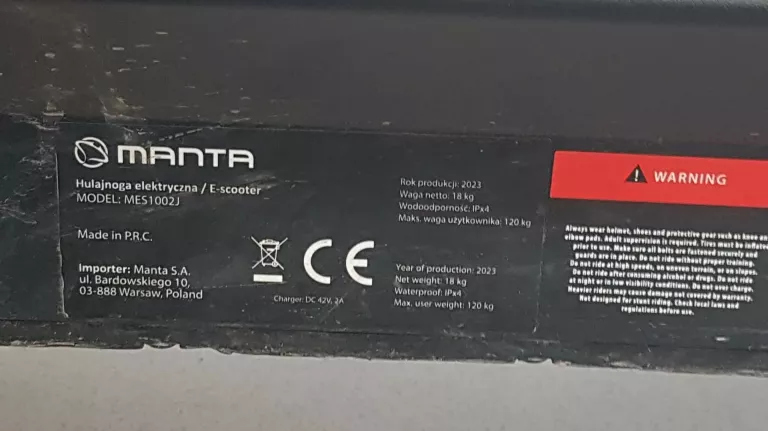 MANTA
Hulajnoga elektryczna / E-scooter
MODEL: MES1002J
Made in P.R.C.
Importer: Manta S.A.
ul. Bardowskiego 10,
03-888 Warsaw, Poland
CE
Charger: DC 42V, 2A
Rok produkcji: 2023
Waga netto: 18 kg
Wodoodporność: IPx4
Maks. waga użytkownika: 120 kg
Year of production: 2023
Net weight: 18 kg
Waterproof: IPx4
Max. user weight: 120 kg
WARNING
Always wear helmet, shoes and protective gear such as knee an
elbow pads. Adult supervision is required. Tires must be inflated
prior to use. Make sure all bolts are fastened securely and
guards are in place. Do not ride without proper training.
Do not ride at high speeds, on uneven terrain, or on slopes.
Do not ride after consuming alcohol or drugs. Do not ride
at night or in low visibility conditions. Do not over charge.
Heavier riders may cause damage not covered by warranty.
Not designed for stunt riding. Check local laws and
regulations before use.